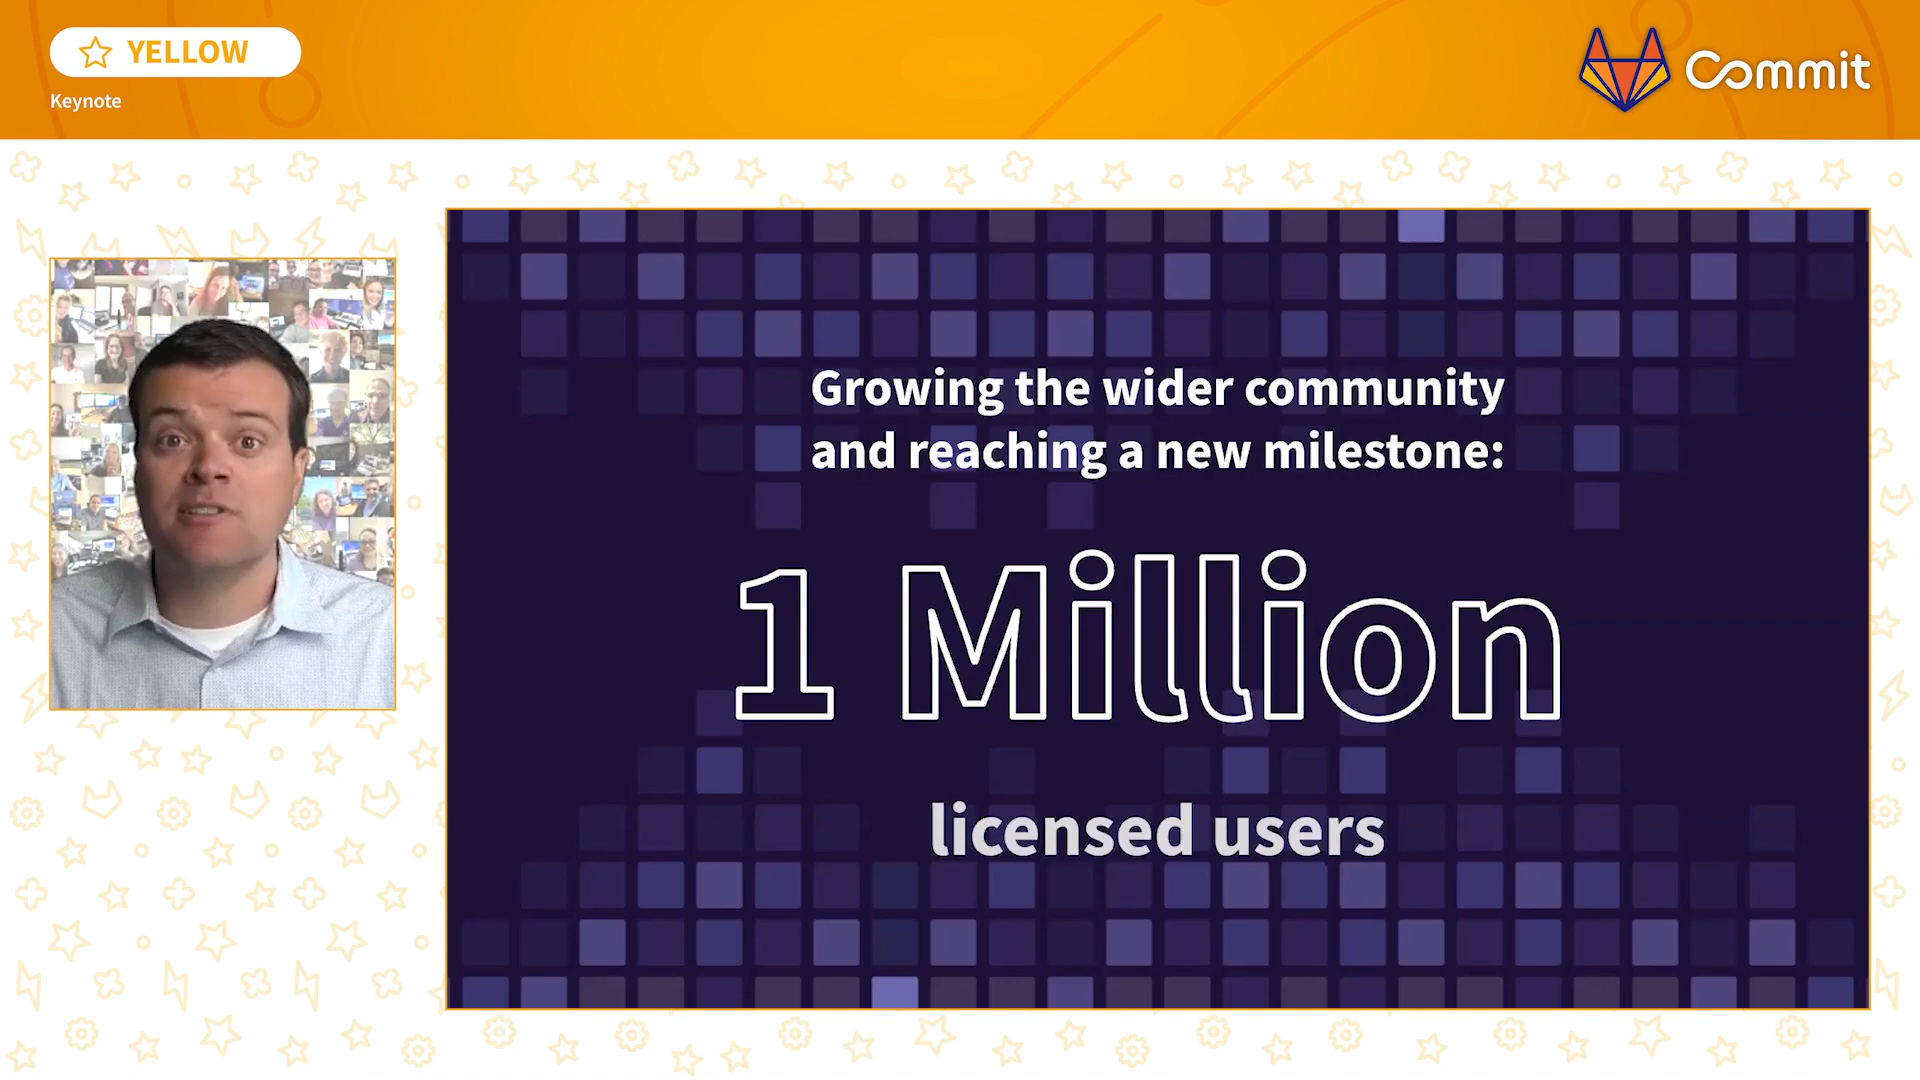 YELLOW
Keynote
Commit
Growing the wider community
and reaching a new milestone:
1 Million
licensed users